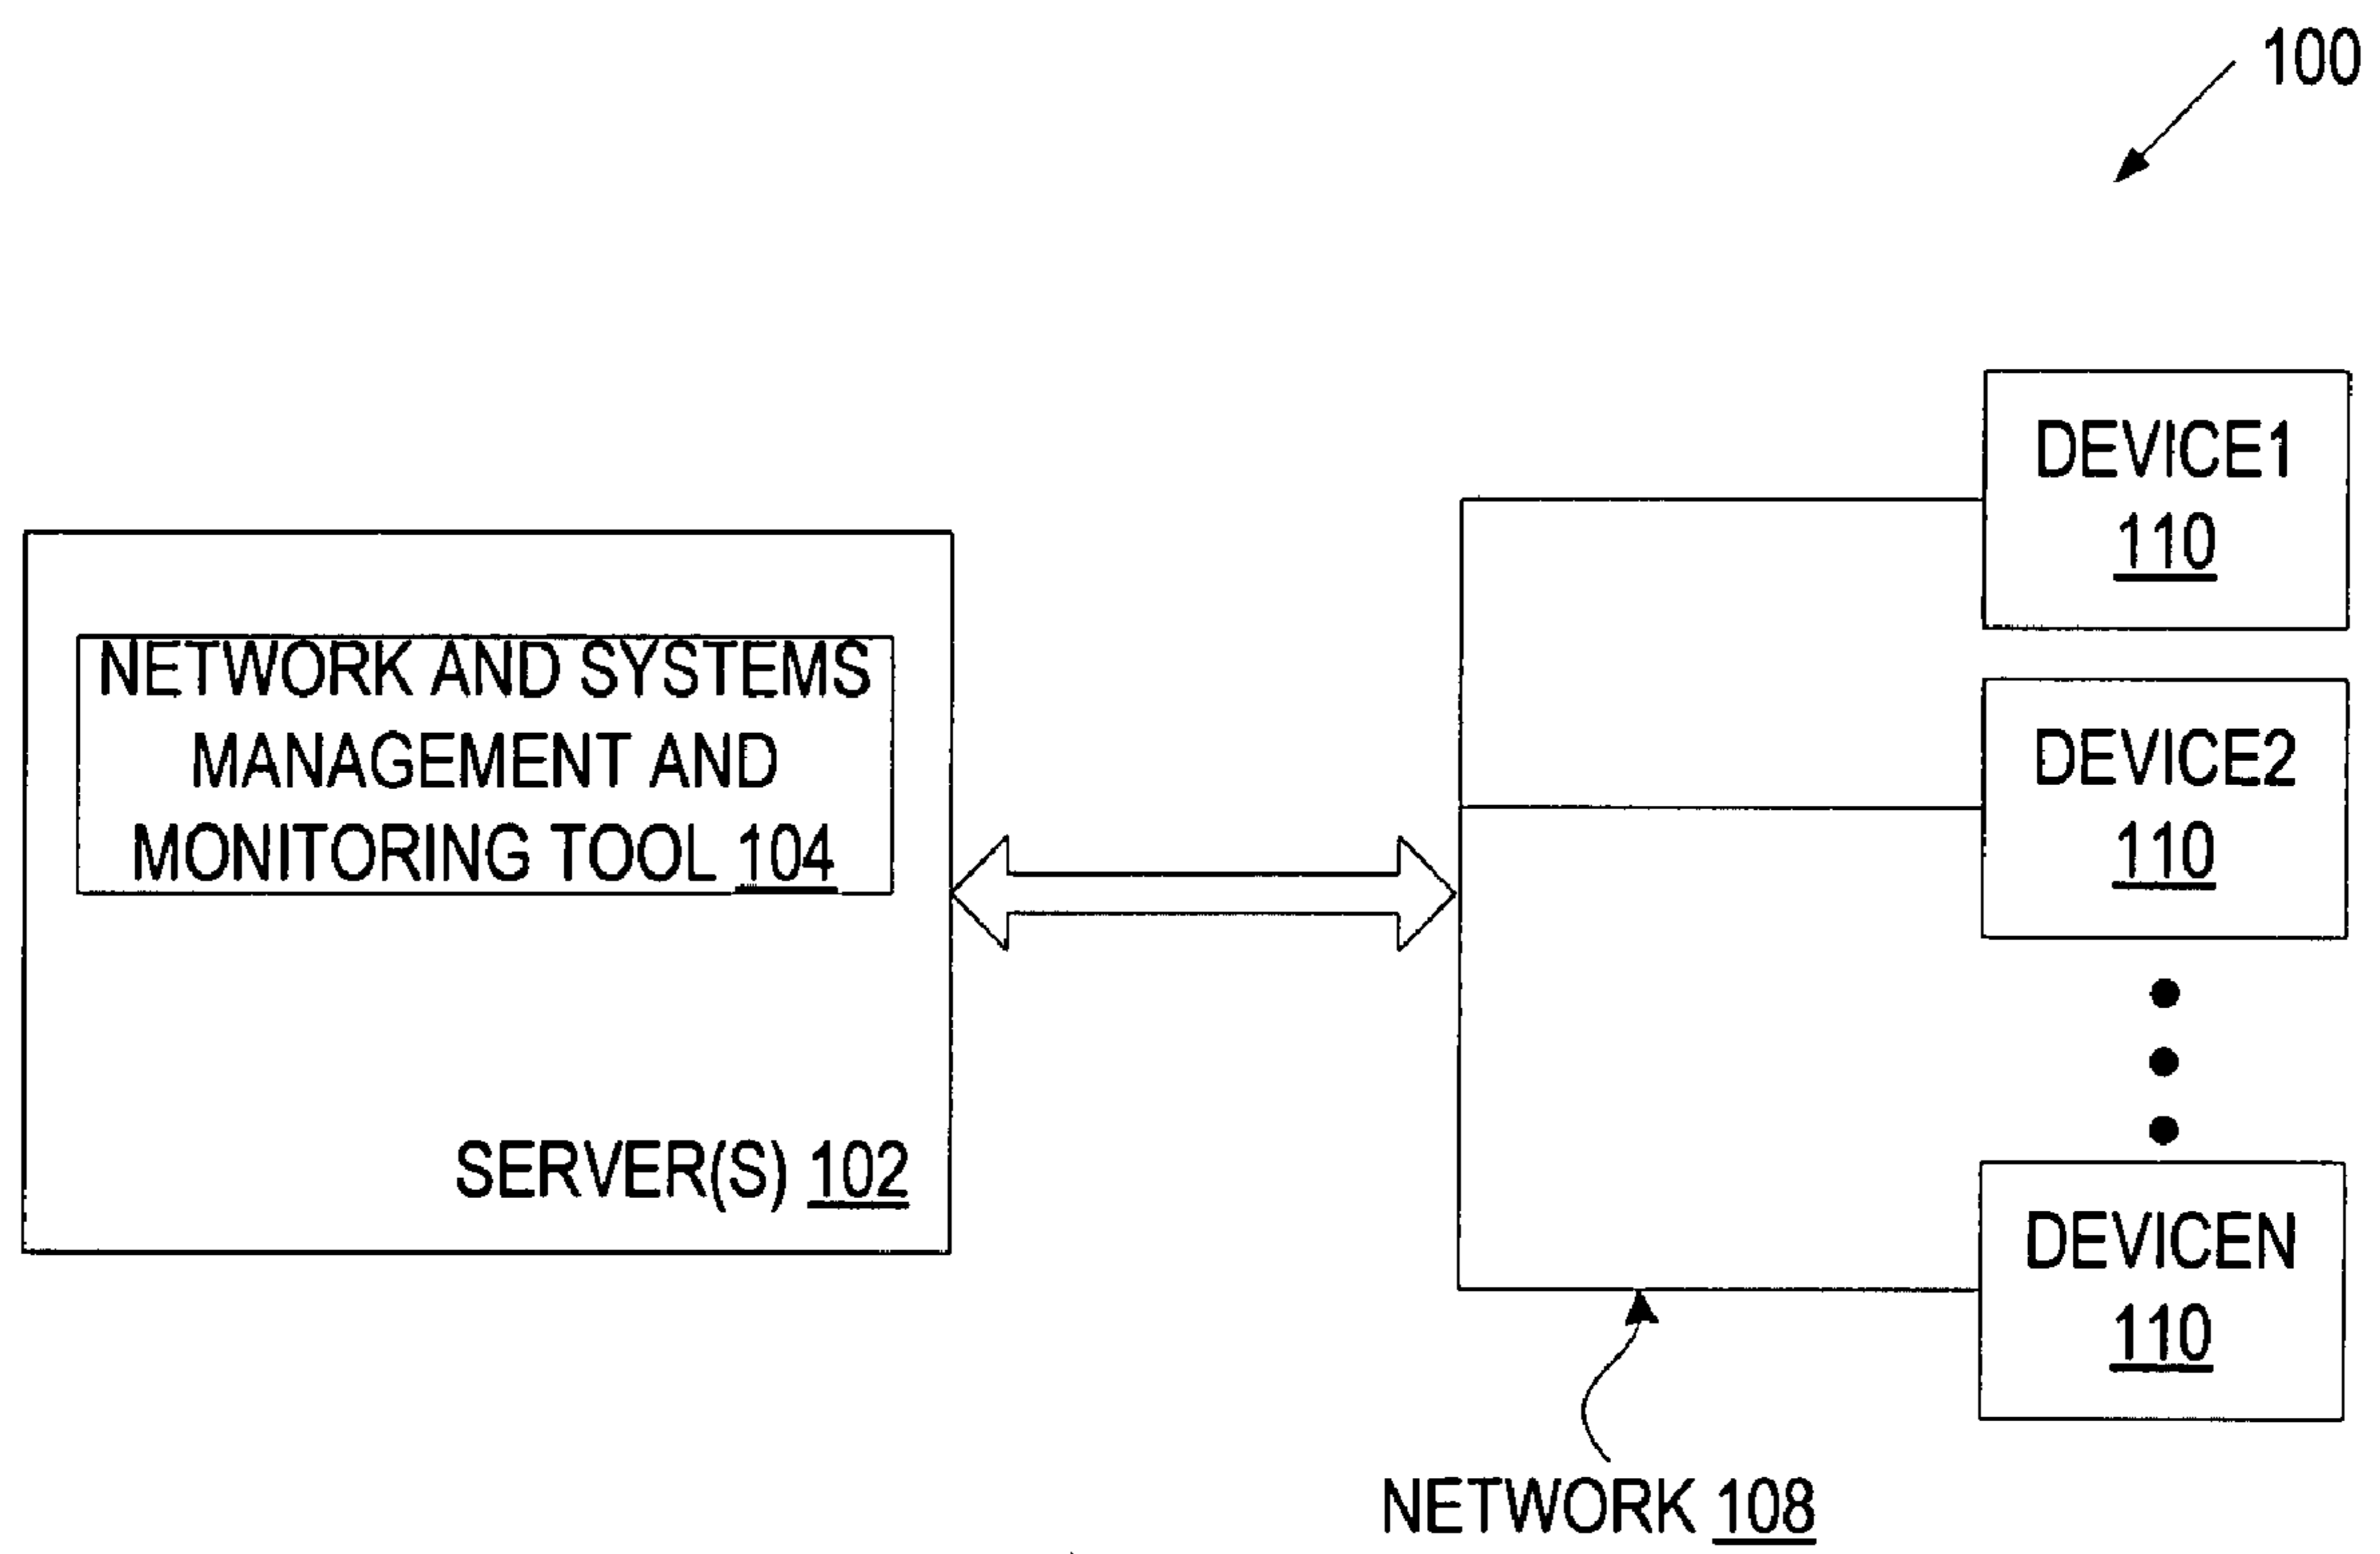 100
DEVICE1
110
NETWORK AND SYSTEMS
MANAGEMENT AND
MONITORING TOOL 104
DEVICE2
110
SERVER(S) 102
DEVICEN
110
NETWORK 108